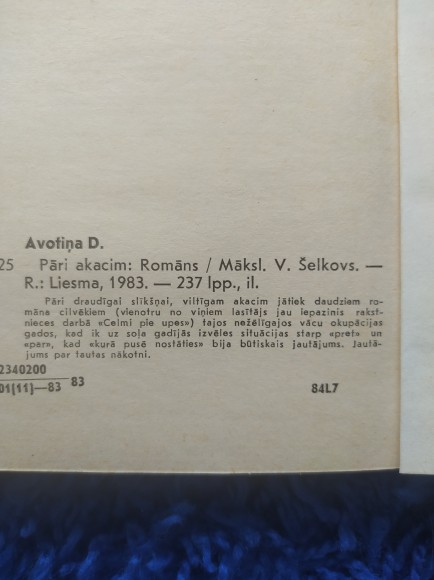 Avotiņa D.
25 Pāri akacim: Romāns / Māksl. V. Šelkovs. —
R.: Liesma, 1983. — 237 lpp., il.
Pāri draudīgai slīkšņai, viltīgam akacim jātiek daudziem ro-
māna cilvēkiem (vienotru no viņiem lasītājs jau iepazinis rakst-
nieces darbā «Ceļmi pie upes») tajos neželīgajos vācu okupācijas
gados, kad ik uz soļa gadījās izvēles situācijas starp «pret» un
«per», kad «kurā pusē nostāties» bija būtiskais jautājums. Jautā-
jums par tautas nākotni.
2340200
01(11)—83 83
84L7